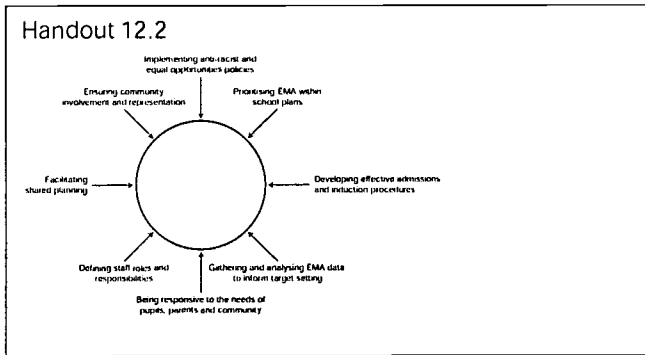 Handout 12.2
Implementing anti-racist and
equal opportunities policies
Ensuring community
involvement and representation
Prioritising EMA within
school plans
Facilitating
shared planning
Developing effective admissions
and induction procedures
Defining staff roles and
responsibilities
Gathering and analysing EMA data
to inform target setting
Being responsive to the needs of
pupils, parents and community